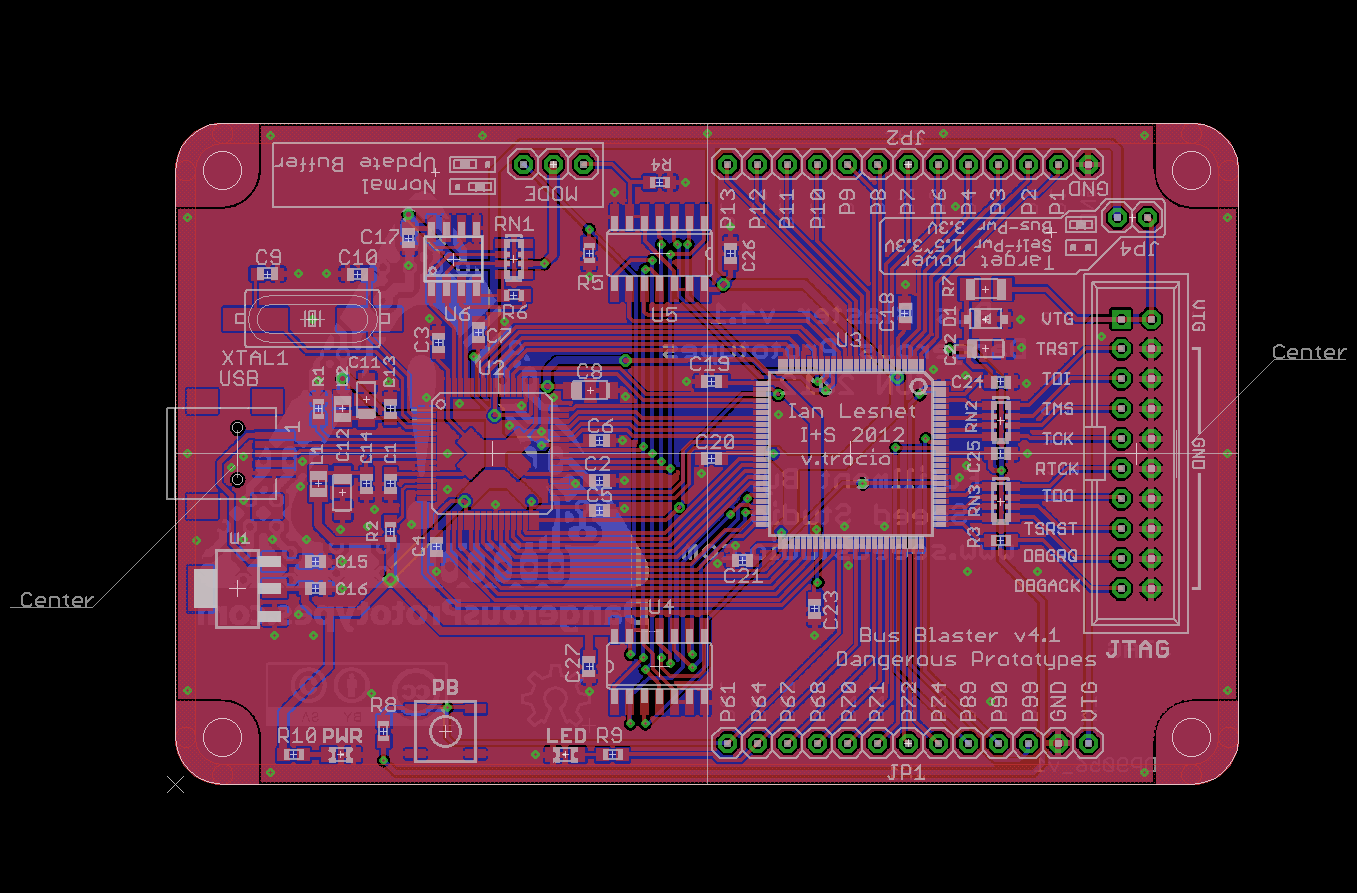 JP2
Update Buffer
Normal
MODE
R4
GND
P13
P12
P11
P10
P9
P8
P7
P6
P4
P3
P2
P1
C17
RN1
C26
Bus-Pwr 3.3V
Self-Pwr 1.5~3.3V
Target power
JP4
C9
C10
R5
R7
U6
R6
U5
C18
D1
VTG
VTG
C3
C7
U3
C22
TRST
Center
XTAL1
USB
R1
C11
C13
U2
C8
C19
C24
TDI
Ian Lesnet
I+S 2012
v.tracio
RN2
TMS
1
C12
C14
C1
C6
C20
TCK
GND
L1
C2
C25
RTCK
C5
RN3
TDO
R2
C4
R3
TSRST
U1
C15
C21
DBGRQ
C16
DBGACK
Center
U4
C23
DangerousPrototypes.com
Bus Blaster v4.1
Dangerous Prototypes
JTAG
C27
PB
R8
P61
P64
P67
P68
P70
P71
P72
P74
P89
P90
P99
GND
VTG
R10
PWR
LED
R9
JP1